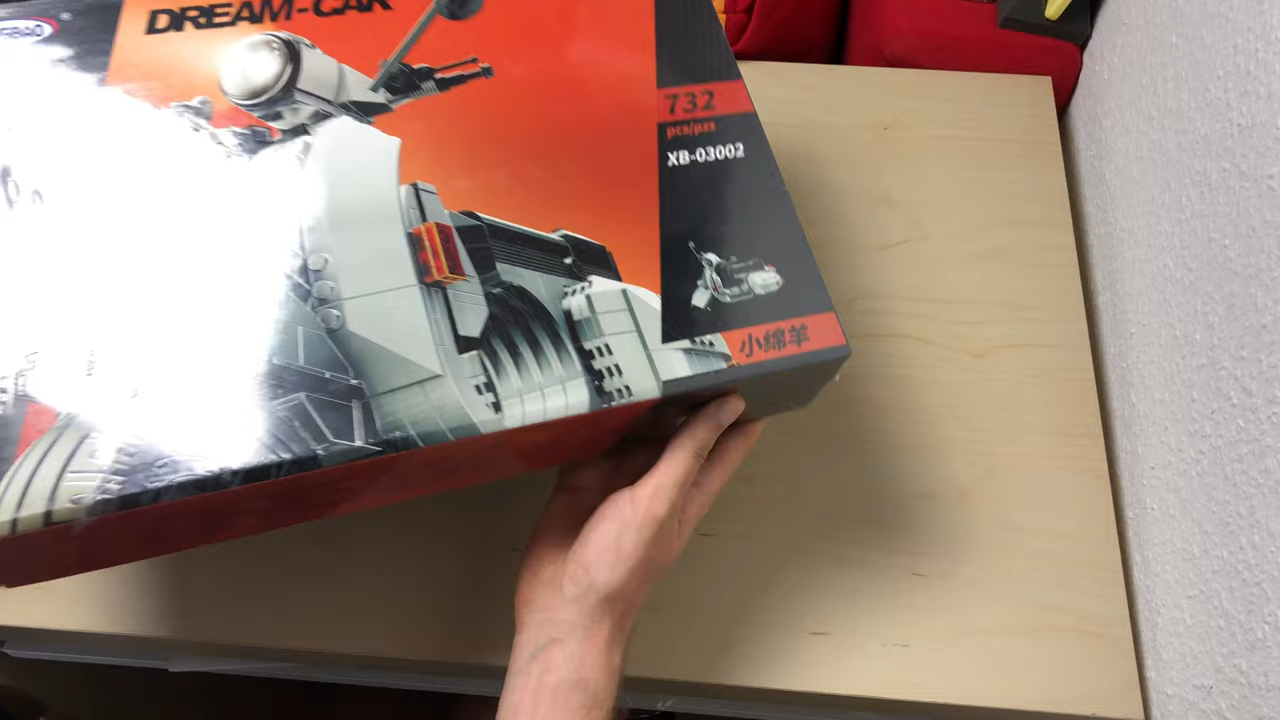 DREAM-CAR
732
pcs/pzs
XB-03002
小绵羊